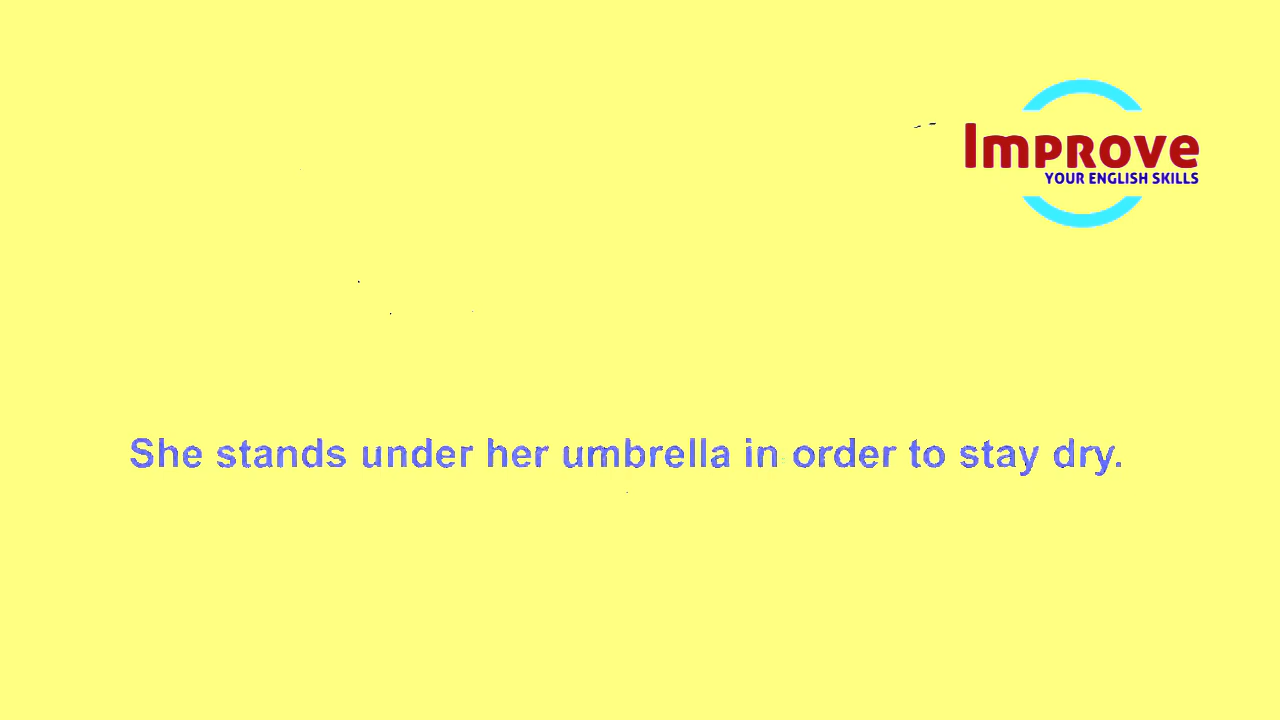 Improve
YOUR ENGLISH SKILLS
She stands under her umbrella in order to stay dry.